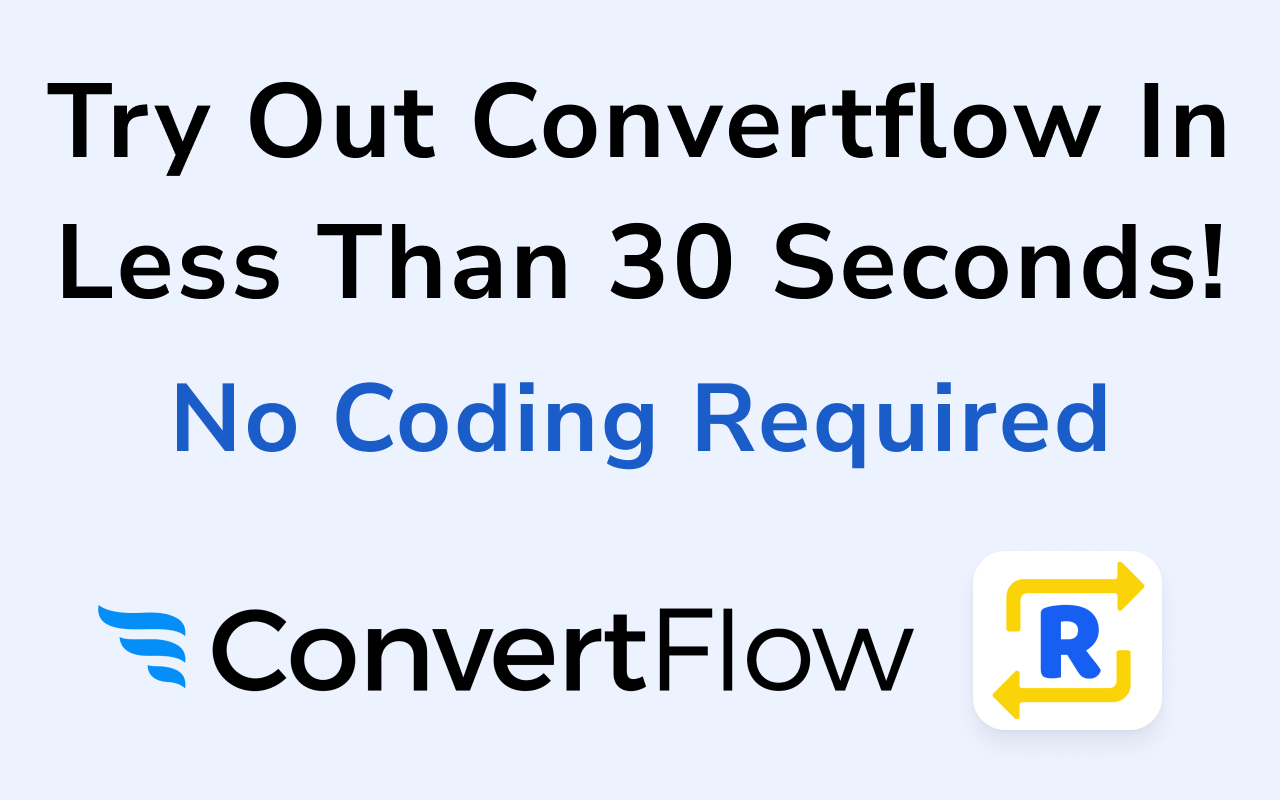 Try Out Convertflow In
Less Than 30 Seconds!
No Coding Required
ConvertFlow
R